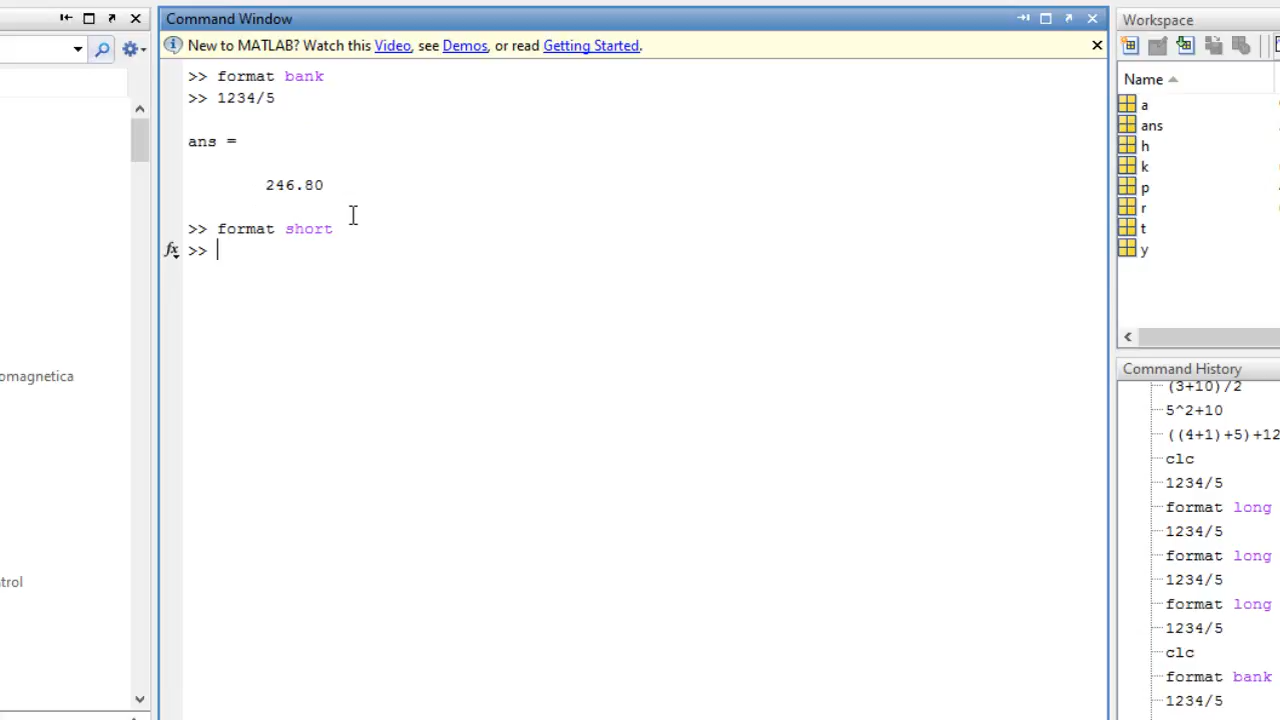 Command Window
New to MATLAB? Watch this Video, see Demos, or read Getting Started.
>> format bank
>> 1234/5
ans =
246.80
>> format short
fx >>
omagnetica
trol
Workspace
Name
a
ans
h
k
p
r
t
y
Command History
(3+10)/2
5^2+10
((4+1)+5)+12
clc
1234/5
format long
1234/5
format long
1234/5
format long
1234/5
clc
format bank
1234/5